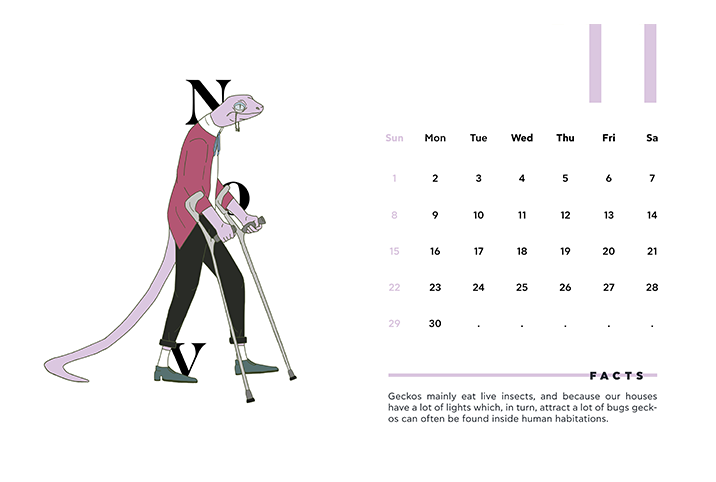 N
O
V
11
Sun Mon Tue Wed Thu Fri Sa
1 2 3 4 5 6 7
8 9 10 11 12 13 14
15 16 17 18 19 20 21
22 23 24 25 26 27 28
29 30 . . . . .
FACTS
Geckos mainly eat live insects, and because our houses
have a lot of lights which, in turn, attract a lot of bugs geck-
os can often be found inside human habitations.